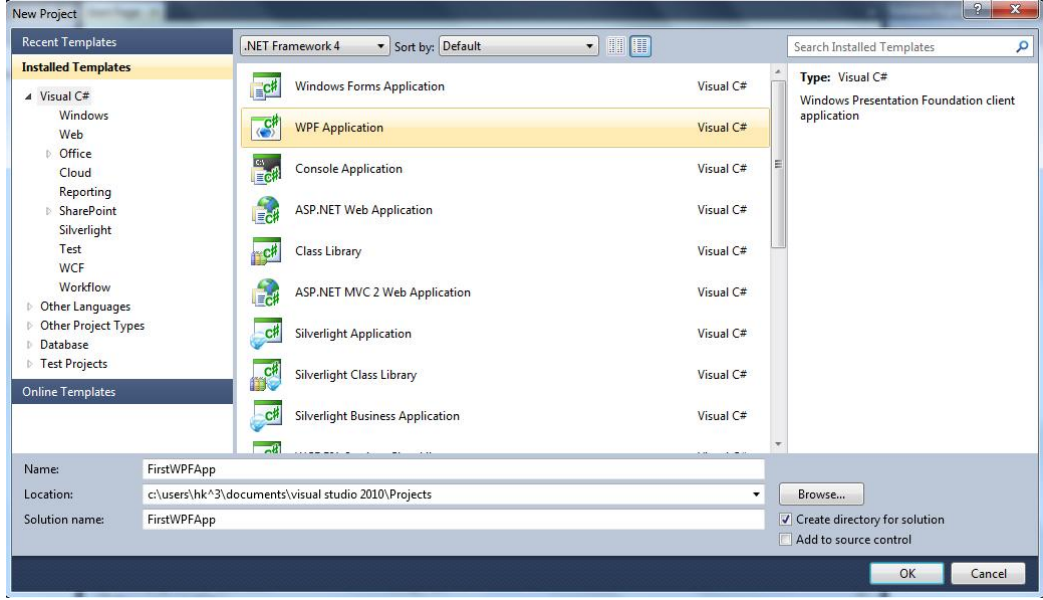 New Project
Recent Templates
Installed Templates
Visual C#
Windows
Web
Office
Cloud
Reporting
SharePoint
Silverlight
Test
WCF
Workflow
Other Languages
Other Project Types
Database
Test Projects
Online Templates
.NET Framework 4 Sort by: Default
Windows Forms Application Visual C#
WPF Application Visual C#
Console Application Visual C#
ASP.NET Web Application Visual C#
Class Library Visual C#
ASP.NET MVC 2 Web Application Visual C#
Silverlight Application Visual C#
Silverlight Class Library Visual C#
Silverlight Business Application Visual C#
Search Installed Templates
Type: Visual C#
Windows Presentation Foundation client
application
Name: FirstWPFApp
Location: c:\users\hk^3\documents\visual studio 2010\Projects Browse...
Solution name: FirstWPFApp
Create directory for solution
Add to source control
OK Cancel